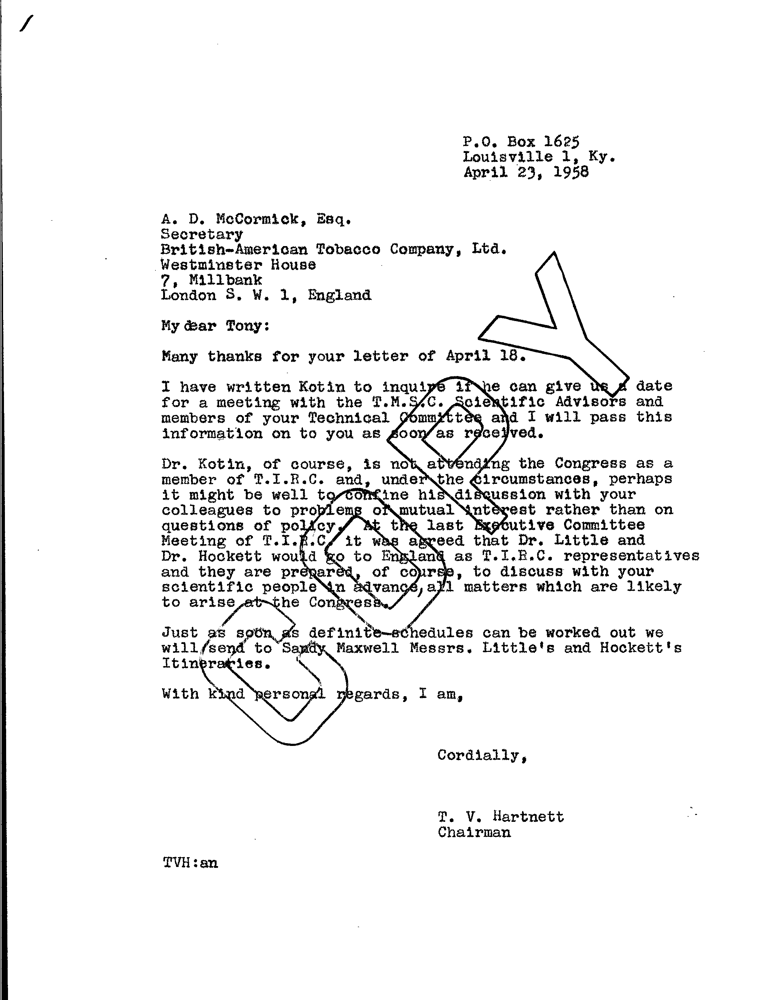 P.O. Box 1625
Louisville 1, Ky.
April 23, 1958
A. D. McCormick, Esq.
Secretary
British-American Tobacco Company, Ltd.
Westminster House
7, Millbank
London S. W. 1, England
My dear Tony:
Many thanks for your letter of April 18.
I have written Kotin to inquire if he can give us a date
for a meeting with the T.M.S.C. Scientific Advisors and
members of your Technical Committee and I will pass this
information on to you as soon as received.
Dr. Kotin, of course, is not attending the Congress as a
member of T.I.R.C. and, under the circumstances, perhaps
it might be well to confine his discussion with your
colleagues to problems of mutual interest rather than on
questions of policy. At the last Executive Committee
Meeting of T.I.R.C. it was agreed that Dr. Little and
Dr. Hockett would go to England as T.I.R.C. representatives
and they are prepared, of course, to discuss with your
scientific people in advance, all matters which are likely
to arise at the Congress.
Just as soon as definite schedules can be worked out we
will send to Sandy Maxwell Messrs. Little's and Hockett's
Itineraries.
With kind personal regards, I am,
Cordially,
T. V. Hartnett
Chairman
TVH:an
COPY